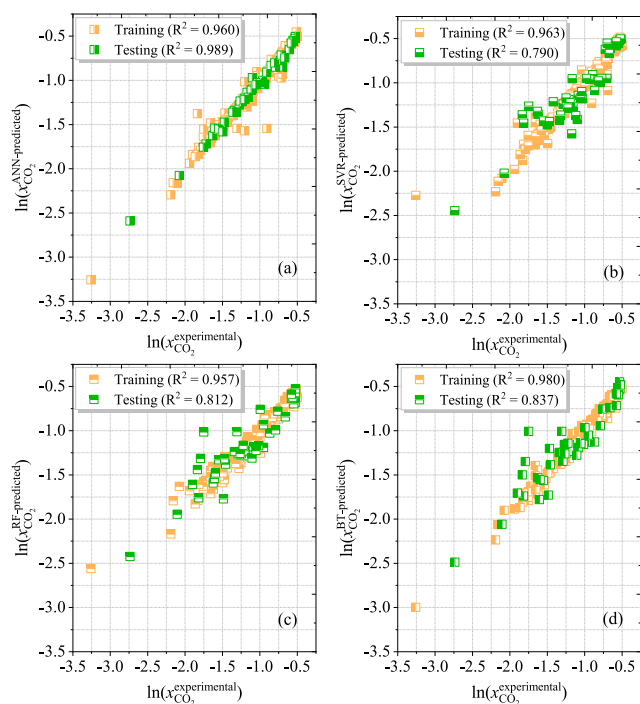 Training (R² = 0.960)
Testing (R² = 0.989)
ln(x_CO₂^ANN-predicted)
-0.5
-1.0
-1.5
-2.0
-2.5
-3.0
-3.5
(a)
-3.5 -3.0 -2.5 -2.0 -1.5 -1.0 -0.5
ln(x_CO₂^experimental)
Training (R² = 0.963)
Testing (R² = 0.790)
ln(x_CO₂^SVR-predicted)
0.0
-0.5
-1.0
-1.5
-2.0
-2.5
-3.0
-3.5
(b)
-3.5 -3.0 -2.5 -2.0 -1.5 -1.0 -0.5
ln(x_CO₂^experimental)
Training (R² = 0.957)
Testing (R² = 0.812)
ln(x_CO₂^RF-predicted)
-0.5
-1.0
-1.5
-2.0
-2.5
-3.0
-3.5
(c)
-3.5 -3.0 -2.5 -2.0 -1.5 -1.0 -0.5
ln(x_CO₂^experimental)
Training (R² = 0.980)
Testing (R² = 0.837)
ln(x_CO₂^BT-predicted)
-0.5
-1.0
-1.5
-2.0
-2.5
-3.0
-3.5
(d)
-3.5 -3.0 -2.5 -2.0 -1.5 -1.0 -0.5
ln(x_CO₂^experimental)